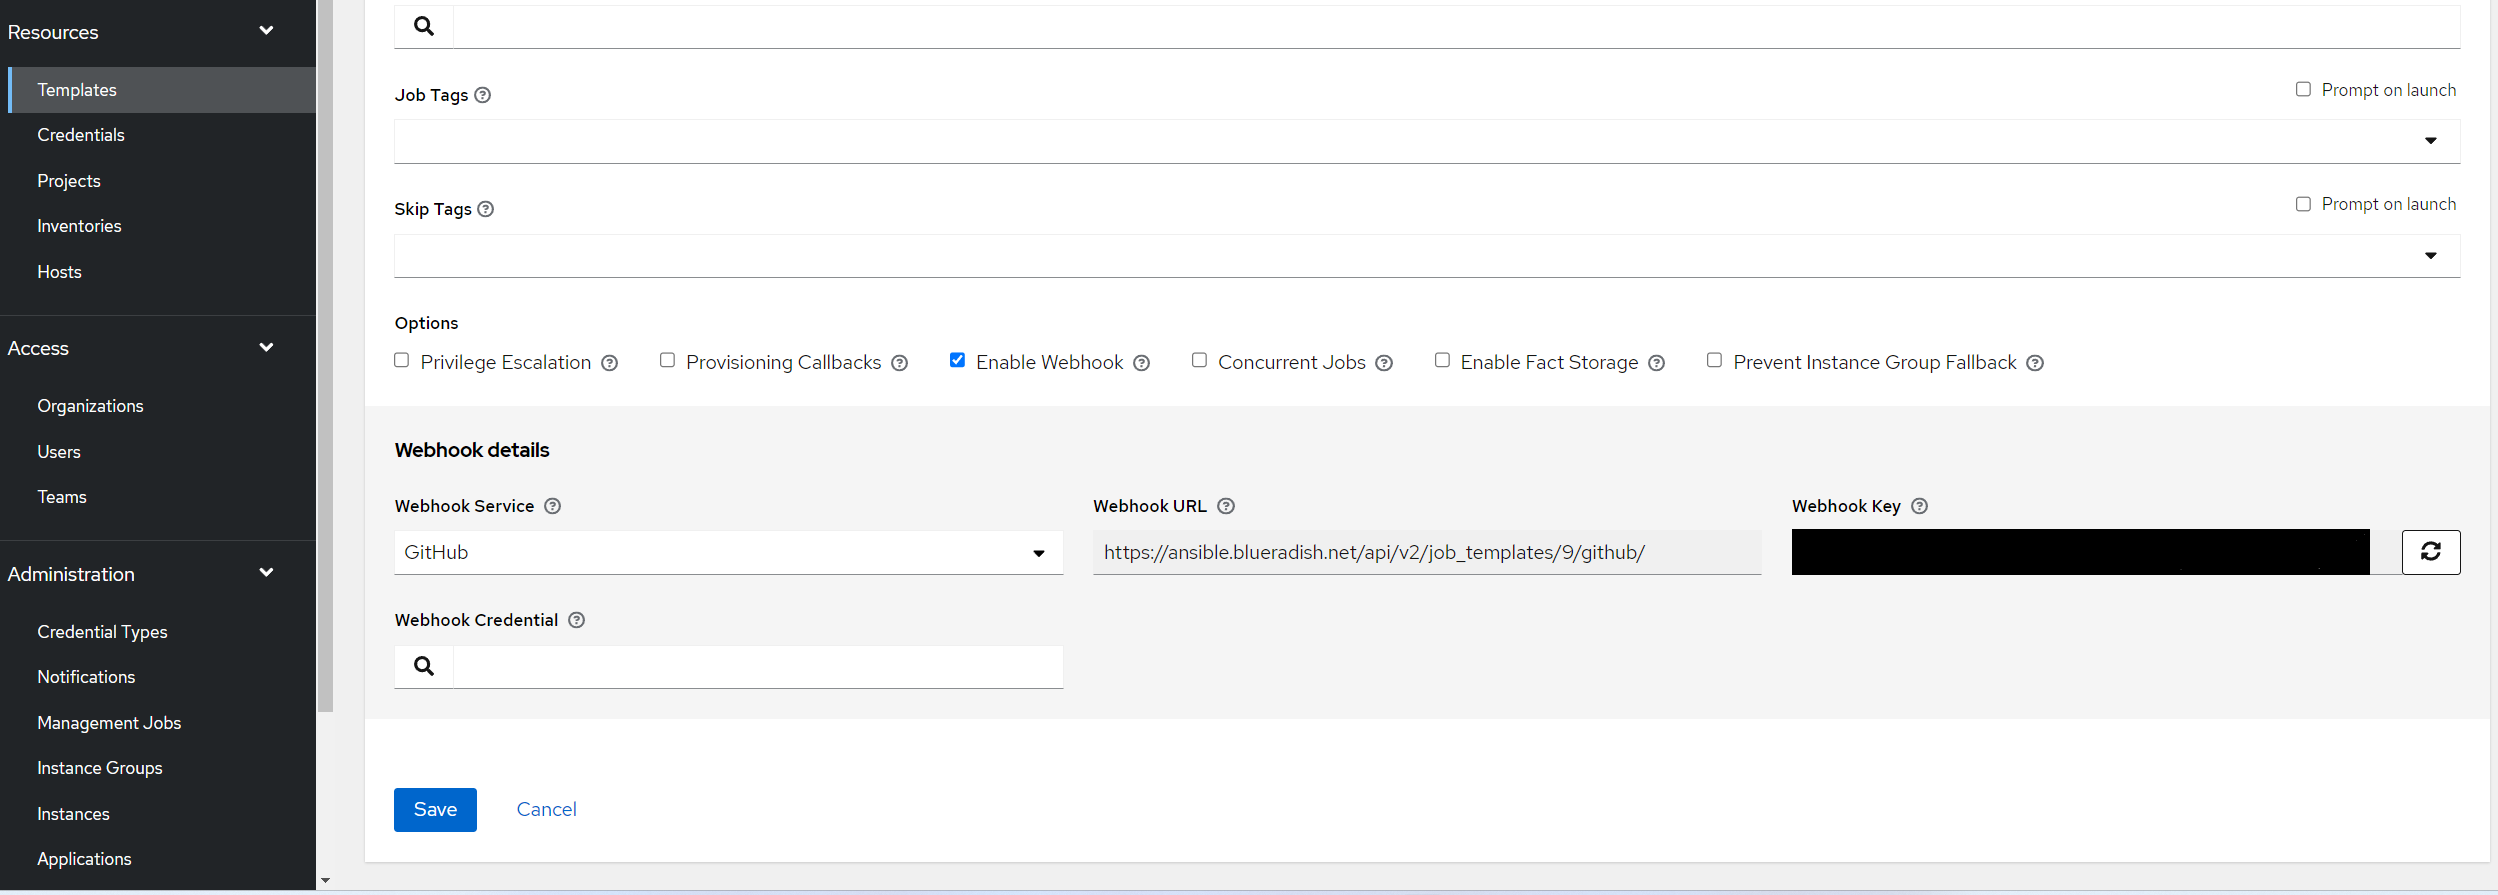 Resources
Templates
Credentials
Projects
Inventories
Hosts
Access
Organizations
Users
Teams
Administration
Credential Types
Notifications
Management Jobs
Instance Groups
Instances
Applications
Job Tags
Prompt on launch
Skip Tags
Prompt on launch
Options
Privilege Escalation Provisioning Callbacks Enable Webhook Concurrent Jobs Enable Fact Storage Prevent Instance Group Fallback
Webhook details
Webhook Service Webhook URL Webhook Key
GitHub https://ansible.blueradish.net/api/v2/job_templates/9/github/
Webhook Credential
Save Cancel